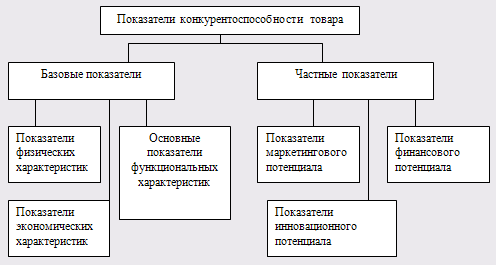 Показатели конкурентоспособности товара
Базовые показатели
Частные показатели
Показатели
физических
характеристик
Основные
показатели
функциональных
характеристик
Показатели
маркетингового
потенциала
Показатели
финансового
потенциала
Показатели
экономических
характеристик
Показатели
инновационного
потенциала